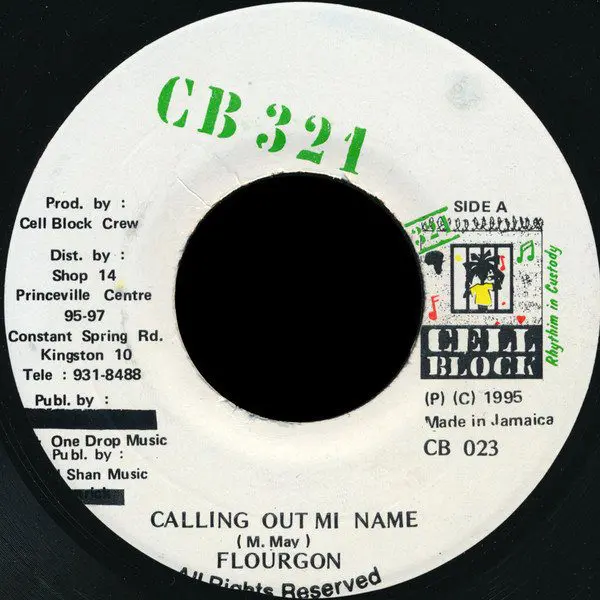 CB 321
Prod. by :
Cell Block Crew
Dist. by :
Shop 14
Princeville Centre
95-97
Constant Spring Rd.
Kingston 10
Tele : 931-8488
Publ. by :
One Drop Music
Publ. by :
Shan Music
SIDE A
321
CELL
BLOCK
Rhythim in Custody
(P) (C) 1995
Made in Jamaica
CB 023
CALLING OUT MI NAME
( M. May )
FLOURGON
All Rights Reserved